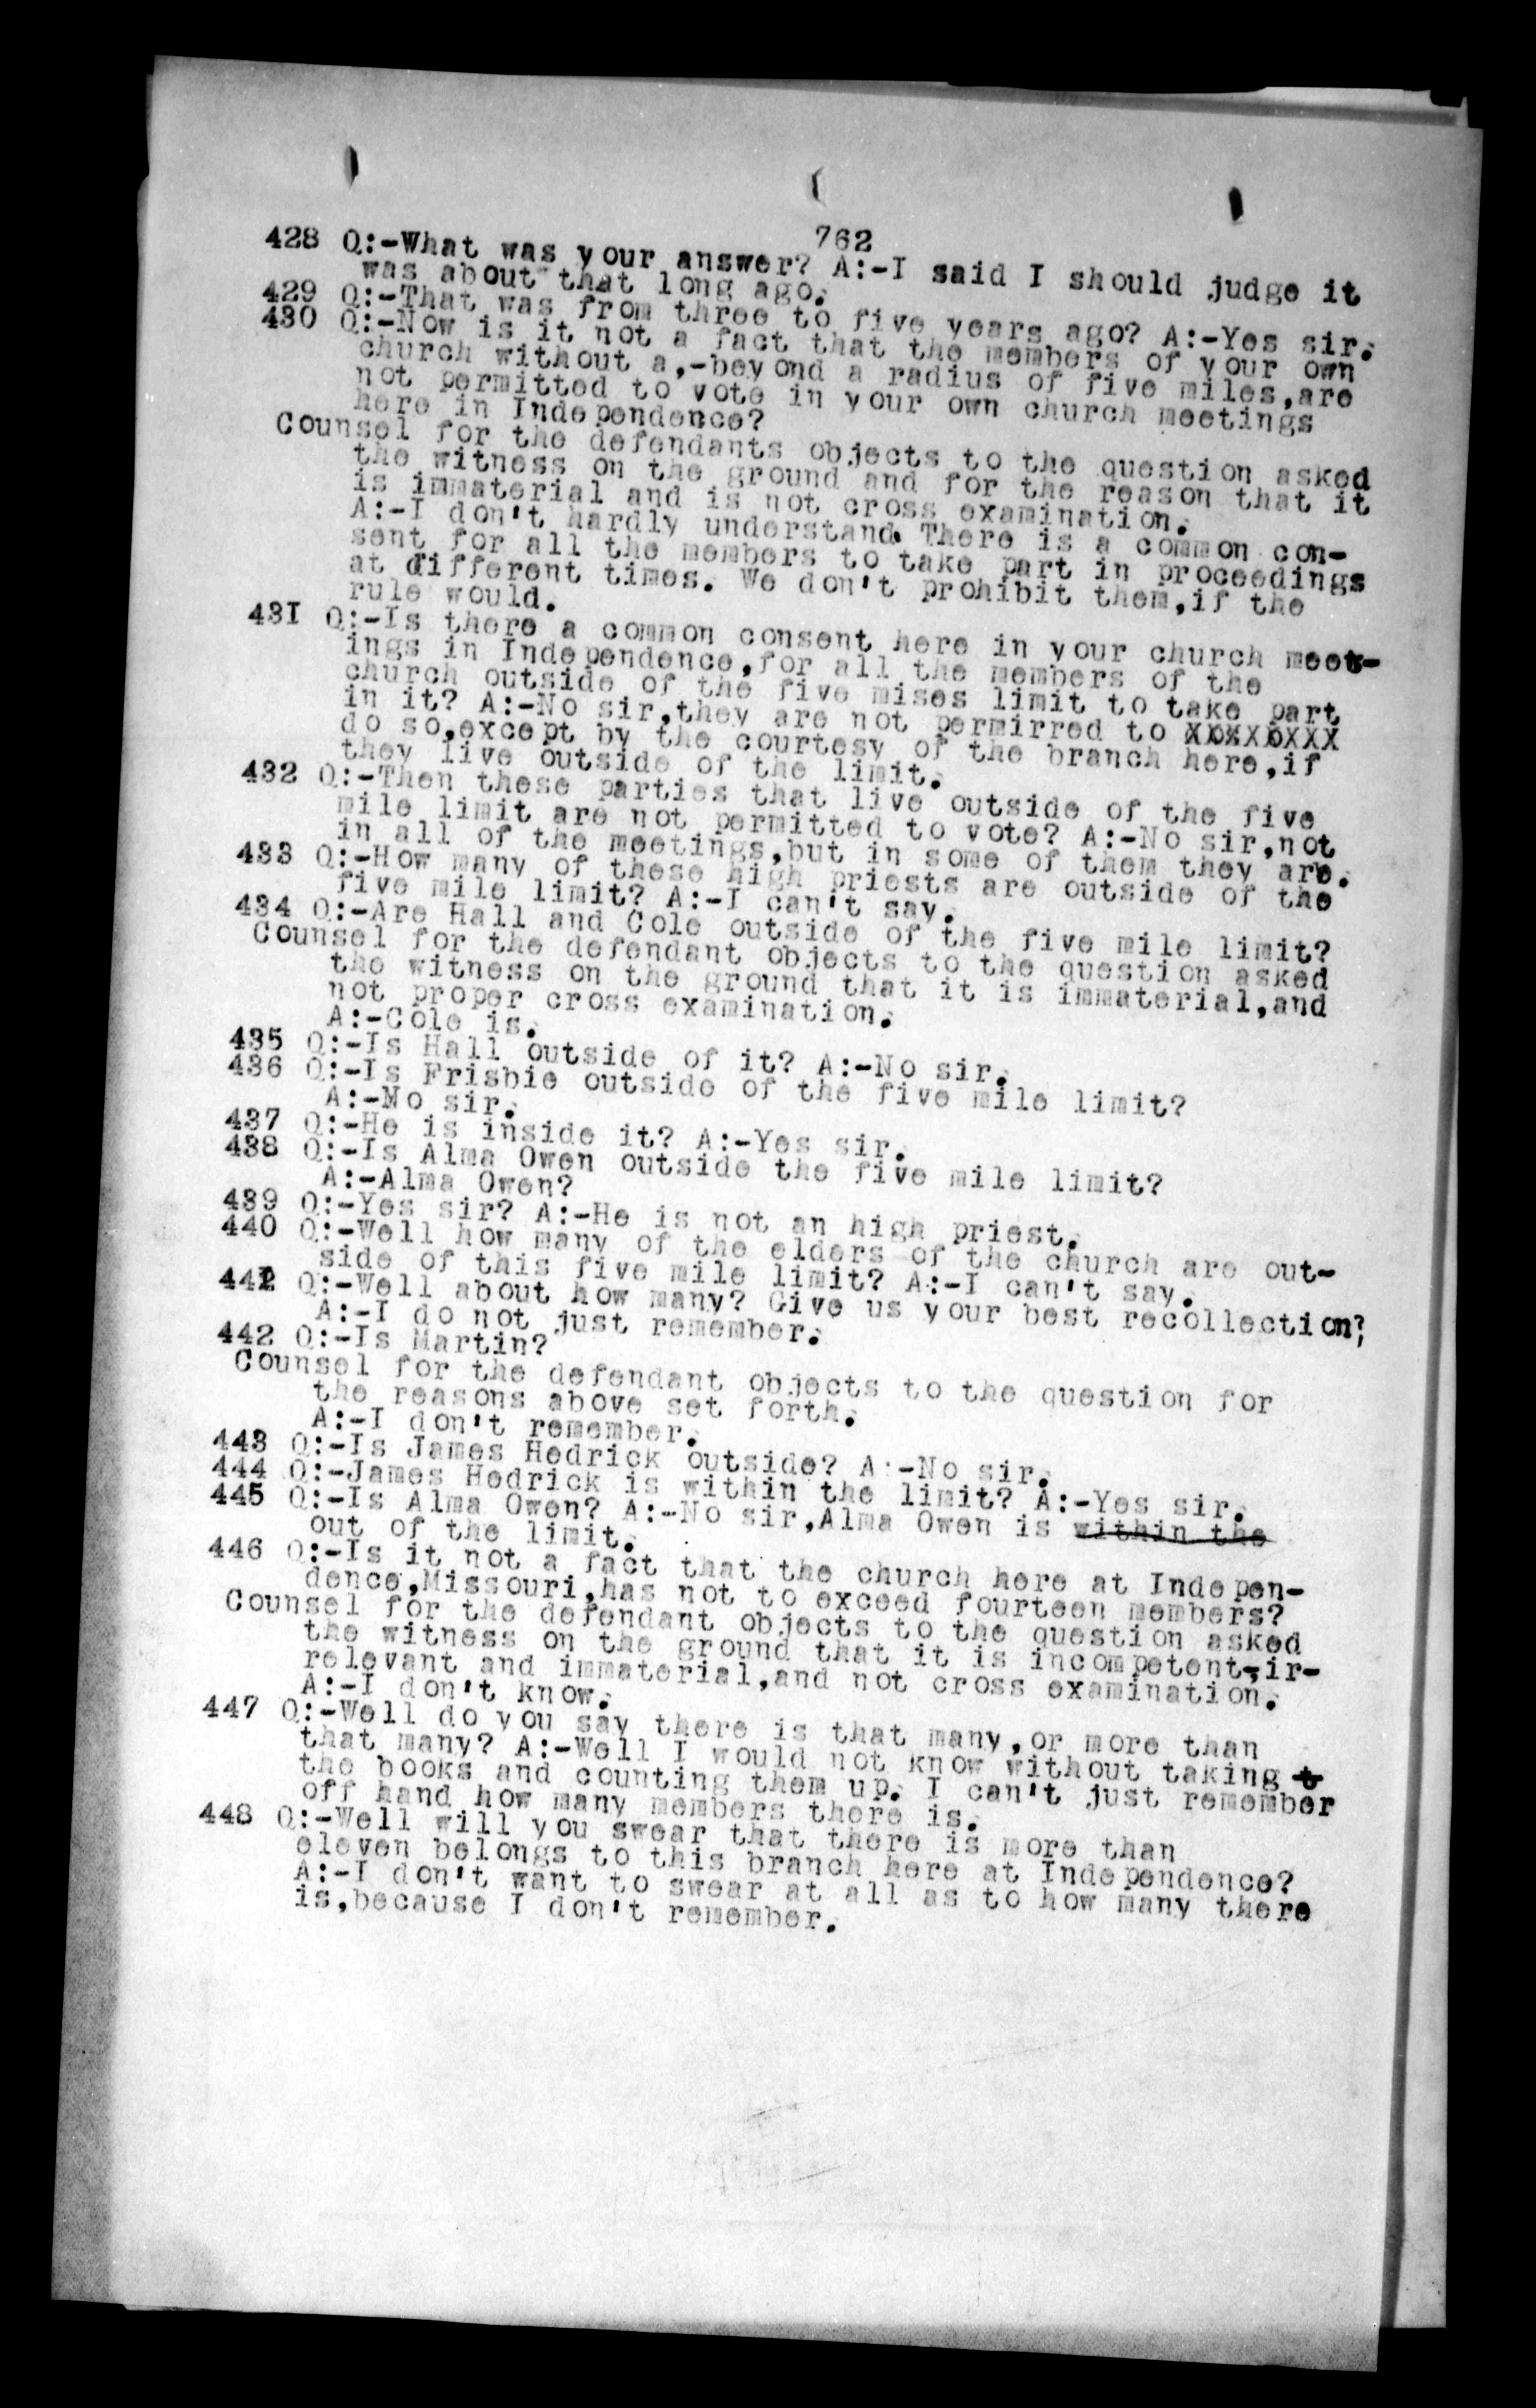 762
428 Q:-What was your answer? A:-I said I should judge it
was about that long ago.
429 Q:-That was from three to five years ago? A:-Yes sir.
430 Q:-Now is it not a fact that the members of your own
church without a,-beyond a radius of five miles,are
not permitted to vote in your own church meetings
here in Independence?
Counsel for the defendants objects to the question asked
the witness on the ground and for the reason that it
is immaterial and is not cross examination.
A:-I don't hardly understand. There is a common con-
sent for all the members to take part in proceedings
at different times. We don't prohibit them,if the
rule would.
431 Q:-Is there a common consent here in your church meet-
ings in Independence,for all the members of the
church outside of the five mises limit to take part
in it? A:-No sir,they are not permirred to XXXXXXXX
do so,except by the courtesy of the branch here,if
they live outside of the limit.
432 Q:-Then these parties that live outside of the five
mile limit are not permitted to vote? A:-No sir,not
in all of the meetings,but in some of them they are.
433 Q:-How many of these high priests are outside of the
five mile limit? A:-I can't say.
434 Q:-Are Hall and Cole outside of the five mile limit?
Counsel for the defendant objects to the question asked
the witness on the ground that it is immaterial,and
not proper cross examination.
A:-Cole is.
435 Q:-Is Hall outside of it? A:-No sir.
436 Q:-Is Frisbie outside of the five mile limit?
A:-No sir.
437 Q:-He is inside it? A:-Yes sir.
438 Q:-Is Alma Owen outside the five mile limit?
A:-Alma Owen?
439 Q:-Yes sir? A:-He is not an high priest.
440 Q:-Well how many of the elders of the church are out-
side of this five mile limit? A:-I can't say.
441 Q:-Well about how many? Give us your best recollection?
A:-I do not just remember.
442 Q:-Is Martin?
Counsel for the defendant objects to the question for
the reasons above set forth.
A:-I don't remember.
443 Q:-Is James Hedrick outside? A:-No sir.
444 Q:-James Hedrick is within the limit? A:-Yes sir.
445 Q:-Is Alma Owen? A:-No sir,Alma Owen is within the
out of the limit.
446 Q:-Is it not a fact that the church here at Indepen-
dence,Missouri,has not to exceed fourteen members?
Counsel for the defendant objects to the question asked
the witness on the ground that it is incompetent,ir-
relevant and immaterial,and not cross examination.
A:-I don't know.
447 Q:-Well do you say there is that many,or more than
that many? A:-Well I would not know without taking t
the books and counting them up. I can't just remember
off hand how many members there is.
448 Q:-Well will you swear that there is more than
eleven belongs to this branch here at Independence?
A:-I don't want to swear at all as to how many there
is,because I don't remember.